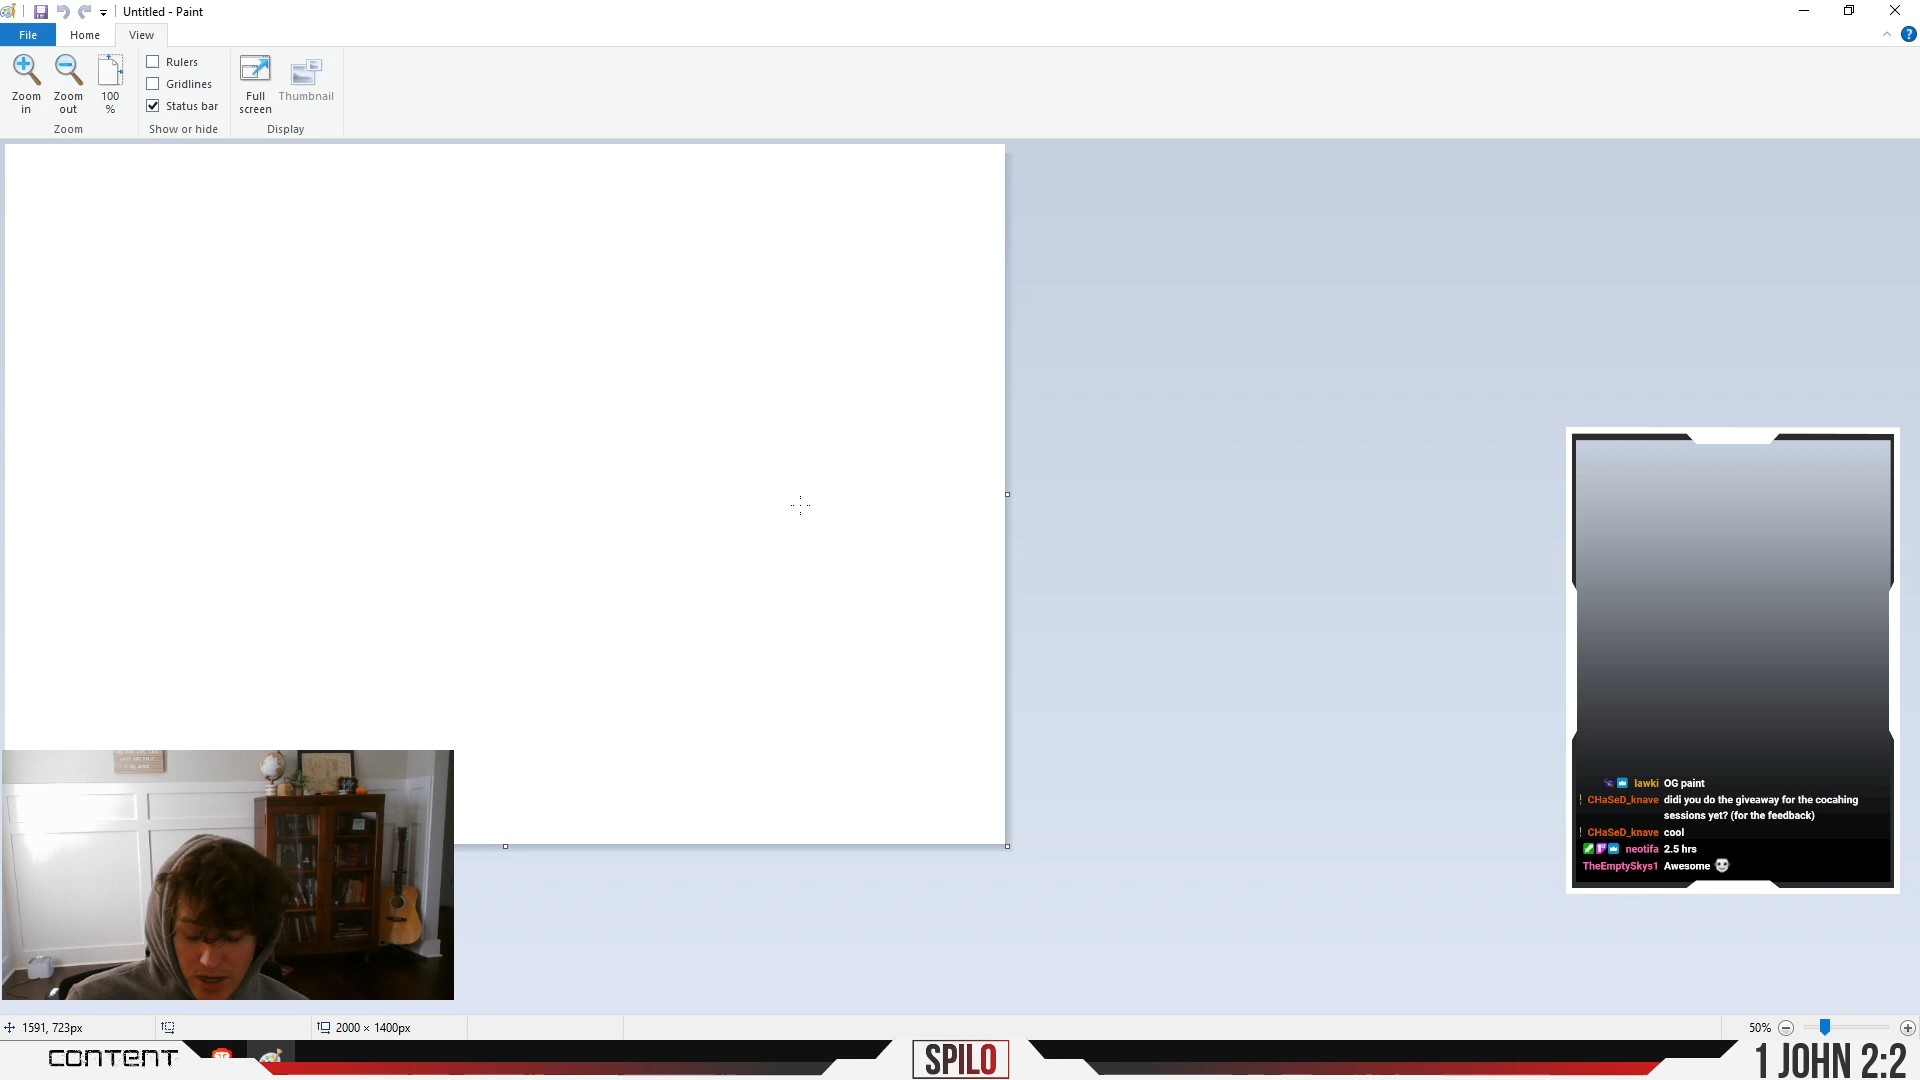 Untitled - Paint
File Home View
Zoom in
Zoom out
100 %
Rulers
Gridlines
Status bar
Full screen
Thumbnail
Zoom
Show or hide
Display
lawki OG paint
CHaSeD_knave didi you do the giveaway for the cocahing
sessions yet? (for the feedback)
CHaSeD_knave cool
neotifa 2.5 hrs
TheEmptySkys1 Awesome
1591, 723px
2000 × 1400px
50%
CONTENT
SPILO
1 JOHN 2:2